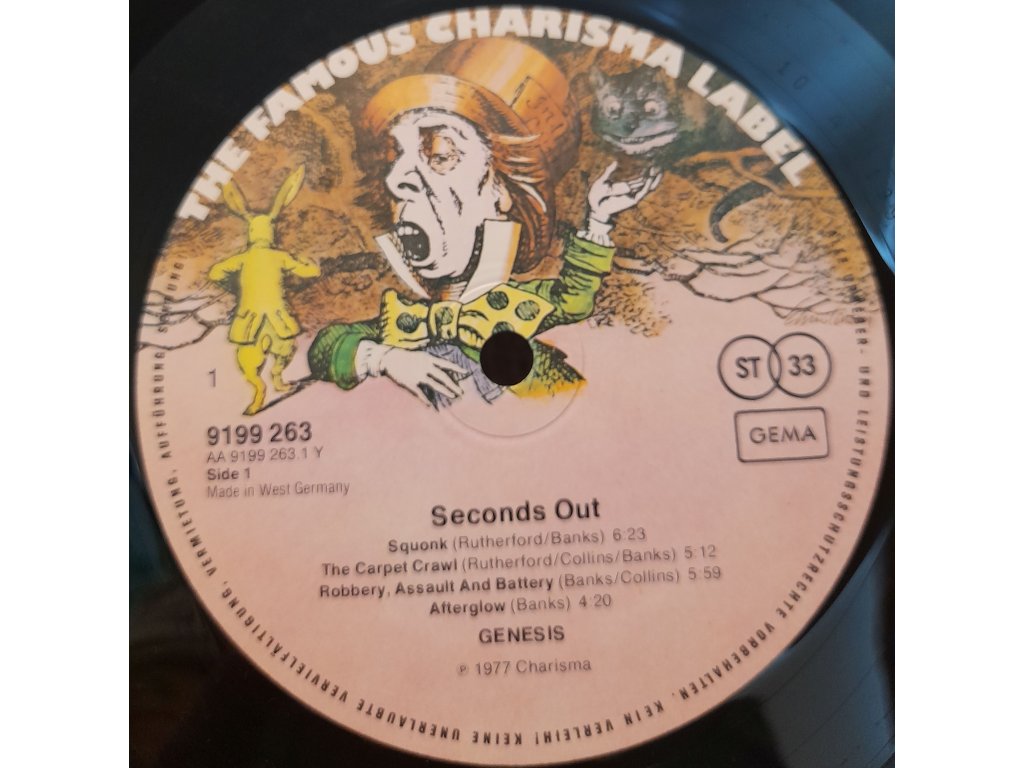 THE FAMOUS CHARISMA LABEL
1
ST 33
GEMA
9199 263
AA 9199 263.1 Y
Side 1
Made in West Germany
Seconds Out
Squonk (Rutherford/Banks) 6:23
The Carpet Crawl (Rutherford/Collins/Banks) 5:12
Robbery, Assault And Battery (Banks/Collins) 5:59
Afterglow (Banks) 4:20
GENESIS
℗ 1977 Charisma
UND LEISTUNGSSCHUTZRECHTE VORBEHALTEN. KEIN VERLEIH! KEINE UNERLAUBTE VERVIELFÄLTIGUNG, VERMIETUNG, AUFFÜHRUNG, SENDUNG